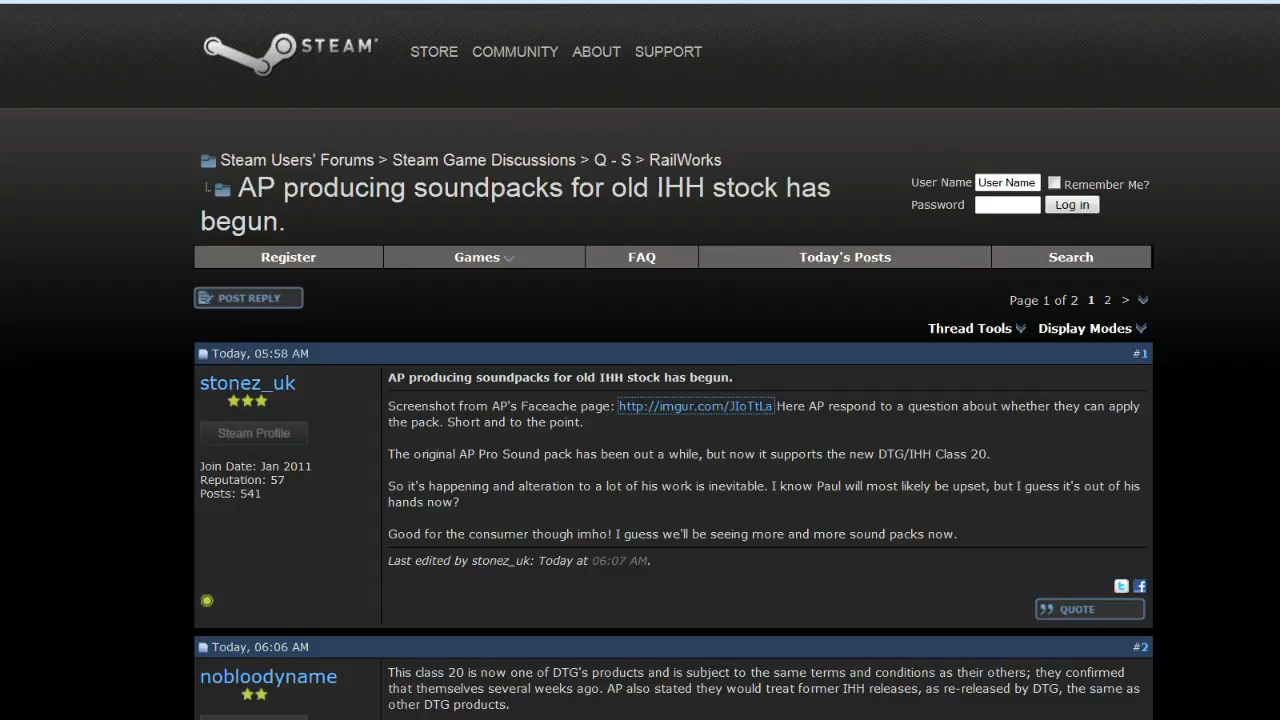 STEAM
STORE COMMUNITY ABOUT SUPPORT
Steam Users' Forums > Steam Game Discussions > Q - S > RailWorks
AP producing soundpacks for old IHH stock has
begun.
User Name User Name Remember Me?
Password Log in
Register Games FAQ Today's Posts Search
POST REPLY
Page 1 of 2 1 2 >
Thread Tools Display Modes
Today, 05:58 AM #1
stonez_uk
Steam Profile
Join Date: Jan 2011
Reputation: 57
Posts: 541
AP producing soundpacks for old IHH stock has begun.
Screenshot from AP's Faceache page: http://imgur.com/JIoTtLa Here AP respond to a question about whether they can apply
the pack. Short and to the point.
The original AP Pro Sound pack has been out a while, but now it supports the new DTG/IHH Class 20.
So it's happening and alteration to a lot of his work is inevitable. I know Paul will most likely be upset, but I guess it's out of his
hands now?
Good for the consumer though imho! I guess we'll be seeing more and more sound packs now.
Last edited by stonez_uk: Today at 06:07 AM.
QUOTE
Today, 06:06 AM #2
nobloodyname
This class 20 is now one of DTG's products and is subject to the same terms and conditions as their others; they confirmed
that themselves several weeks ago. AP also stated they would treat former IHH releases, as re-released by DTG, the same as
other DTG products.